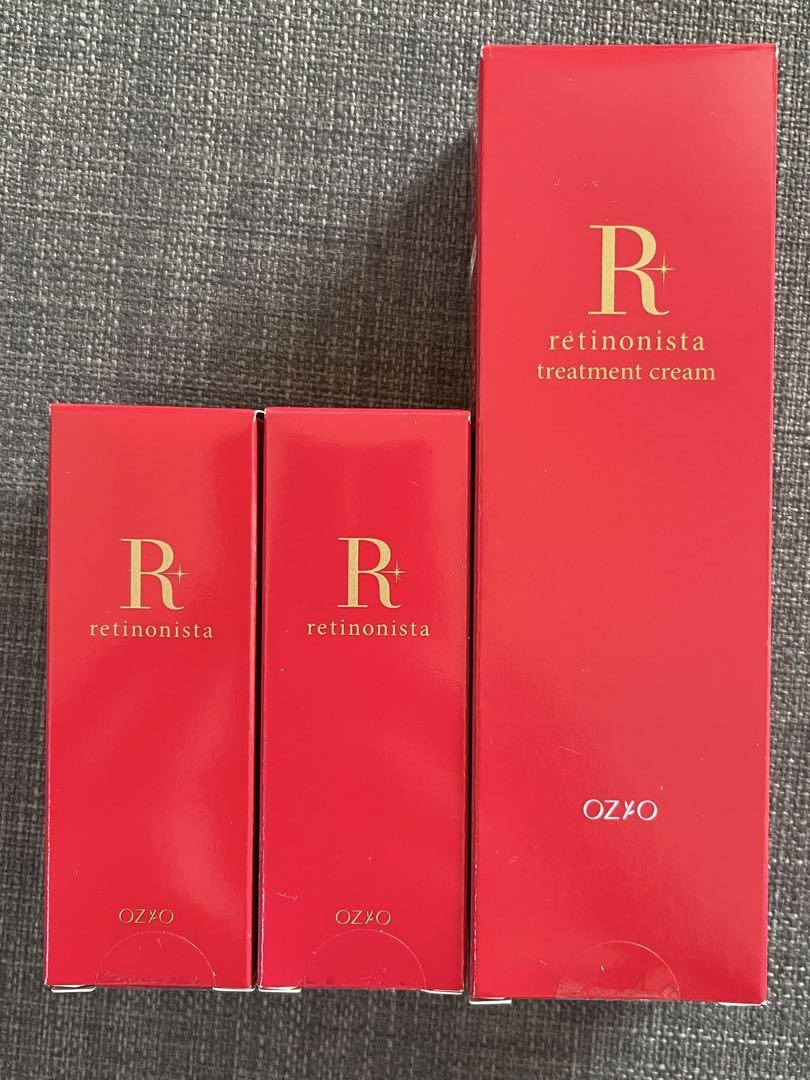 R
retinonista
OZIO
R
retinonista
OZIO
R
retinonista
treatment cream
OZIO